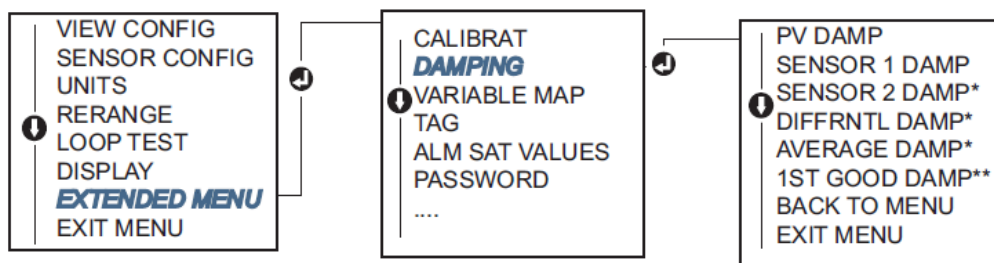 VIEW CONFIG
SENSOR CONFIG
UNITS
RERANGE
LOOP TEST
DISPLAY
EXTENDED MENU
EXIT MENU
CALIBRAT
DAMPING
VARIABLE MAP
TAG
ALM SAT VALUES
PASSWORD
....
PV DAMP
SENSOR 1 DAMP
SENSOR 2 DAMP*
DIFFRNTL DAMP*
AVERAGE DAMP*
1ST GOOD DAMP**
BACK TO MENU
EXIT MENU